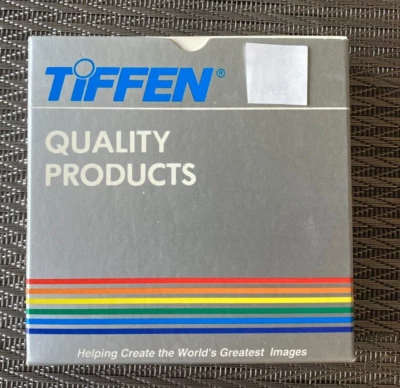 TiFFEN®
QUALITY
PRODUCTS
Helping Create the World's Greatest Images